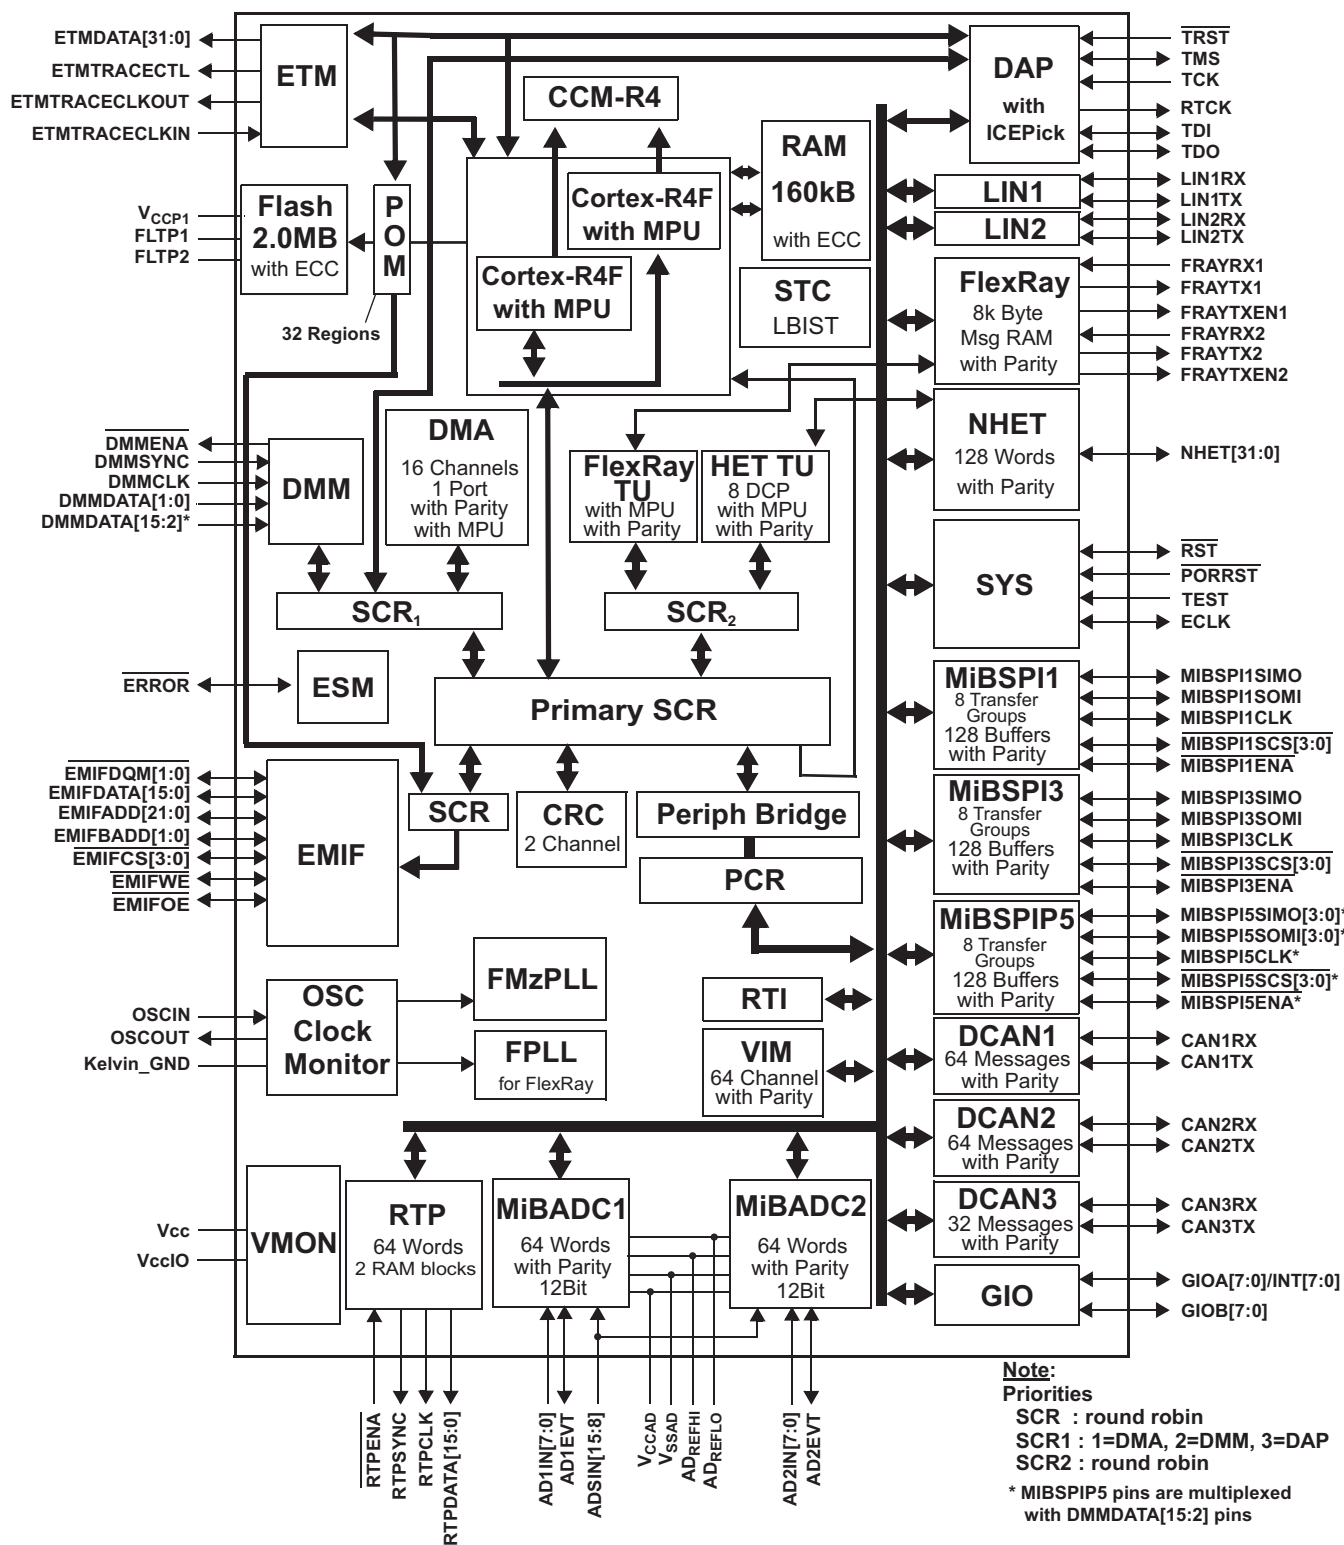 ETMDATA[31:0]
ETMTRACECTL
ETMTRACECLKOUT
ETMTRACECLKIN
ETM
CCM-R4
DAP
with
ICEPick
TRST
TMS
TCK
RTCK
TDI
TDO
VCCP1
FLTP1
FLTP2
Flash
2.0MB
with ECC
P
O
M
32 Regions
Cortex-R4F
with MPU
Cortex-R4F
with MPU
RAM
160kB
with ECC
STC
LBIST
LIN1
LIN2
LIN1RX
LIN1TX
LIN2RX
LIN2TX
FlexRay
8k Byte
Msg RAM
with Parity
FRAYRX1
FRAYTX1
FRAYTXEN1
FRAYRX2
FRAYTX2
FRAYTXEN2
DMMENA
DMMSYNC
DMMCLK
DMMDATA[1:0]
DMMDATA[15:2]*
DMM
DMA
16 Channels
1 Port
with Parity
with MPU
FlexRay
TU
with MPU
with Parity
HET TU
8 DCP
with MPU
with Parity
NHET
128 Words
with Parity
NHET[31:0]
SCR1
SCR2
SYS
RST
PORRST
TEST
ECLK
ERROR
ESM
Primary SCR
MiBSPI1
8 Transfer
Groups
128 Buffers
with Parity
MIBSPI1SIMO
MIBSPI1SOMI
MIBSPI1CLK
MIBSPI1SCS[3:0]
MIBSPI1ENA
EMIFDQM[1:0]
EMIFDATA[15:0]
EMIFADD[21:0]
EMIFBADD[1:0]
EMIFCS[3:0]
EMIFWE
EMIFOE
EMIF
SCR
CRC
2 Channel
Periph Bridge
PCR
MiBSPI3
8 Transfer
Groups
128 Buffers
with Parity
MIBSPI3SIMO
MIBSPI3SOMI
MIBSPI3CLK
MIBSPI3SCS[3:0]
MIBSPI3ENA
MiBSPIP5
8 Transfer
Groups
128 Buffers
with Parity
MIBSPI5SIMO[3:0]*
MIBSPI5SOMI[3:0]*
MIBSPI5CLK*
MIBSPI5SCS[3:0]*
MIBSPI5ENA*
OSCIN
OSCOUT
Kelvin_GND
OSC
Clock
Monitor
FMzPLL
FPLL
for FlexRay
RTI
VIM
64 Channel
with Parity
DCAN1
64 Messages
with Parity
CAN1RX
CAN1TX
DCAN2
64 Messages
with Parity
CAN2RX
CAN2TX
DCAN3
32 Messages
with Parity
CAN3RX
CAN3TX
Vcc
VccIO
VMON
RTP
64 Words
2 RAM blocks
MiBADC1
64 Words
with Parity
12Bit
MiBADC2
64 Words
with Parity
12Bit
GIO
GIOA[7:0]/INT[7:0]
GIOB[7:0]
RTPENA
RTPSYNC
RTPCLK
RTPDATA[15:0]
AD1IN[7:0]
AD1EVT
ADSIN[15:8]
VCCAD
VSSAD
ADREFHI
ADREFLO
AD2IN[7:0]
AD2EVT
Note:
Priorities
SCR : round robin
SCR1 : 1=DMA, 2=DMM, 3=DAP
SCR2 : round robin
* MIBSPIP5 pins are multiplexed
with DMMDATA[15:2] pins